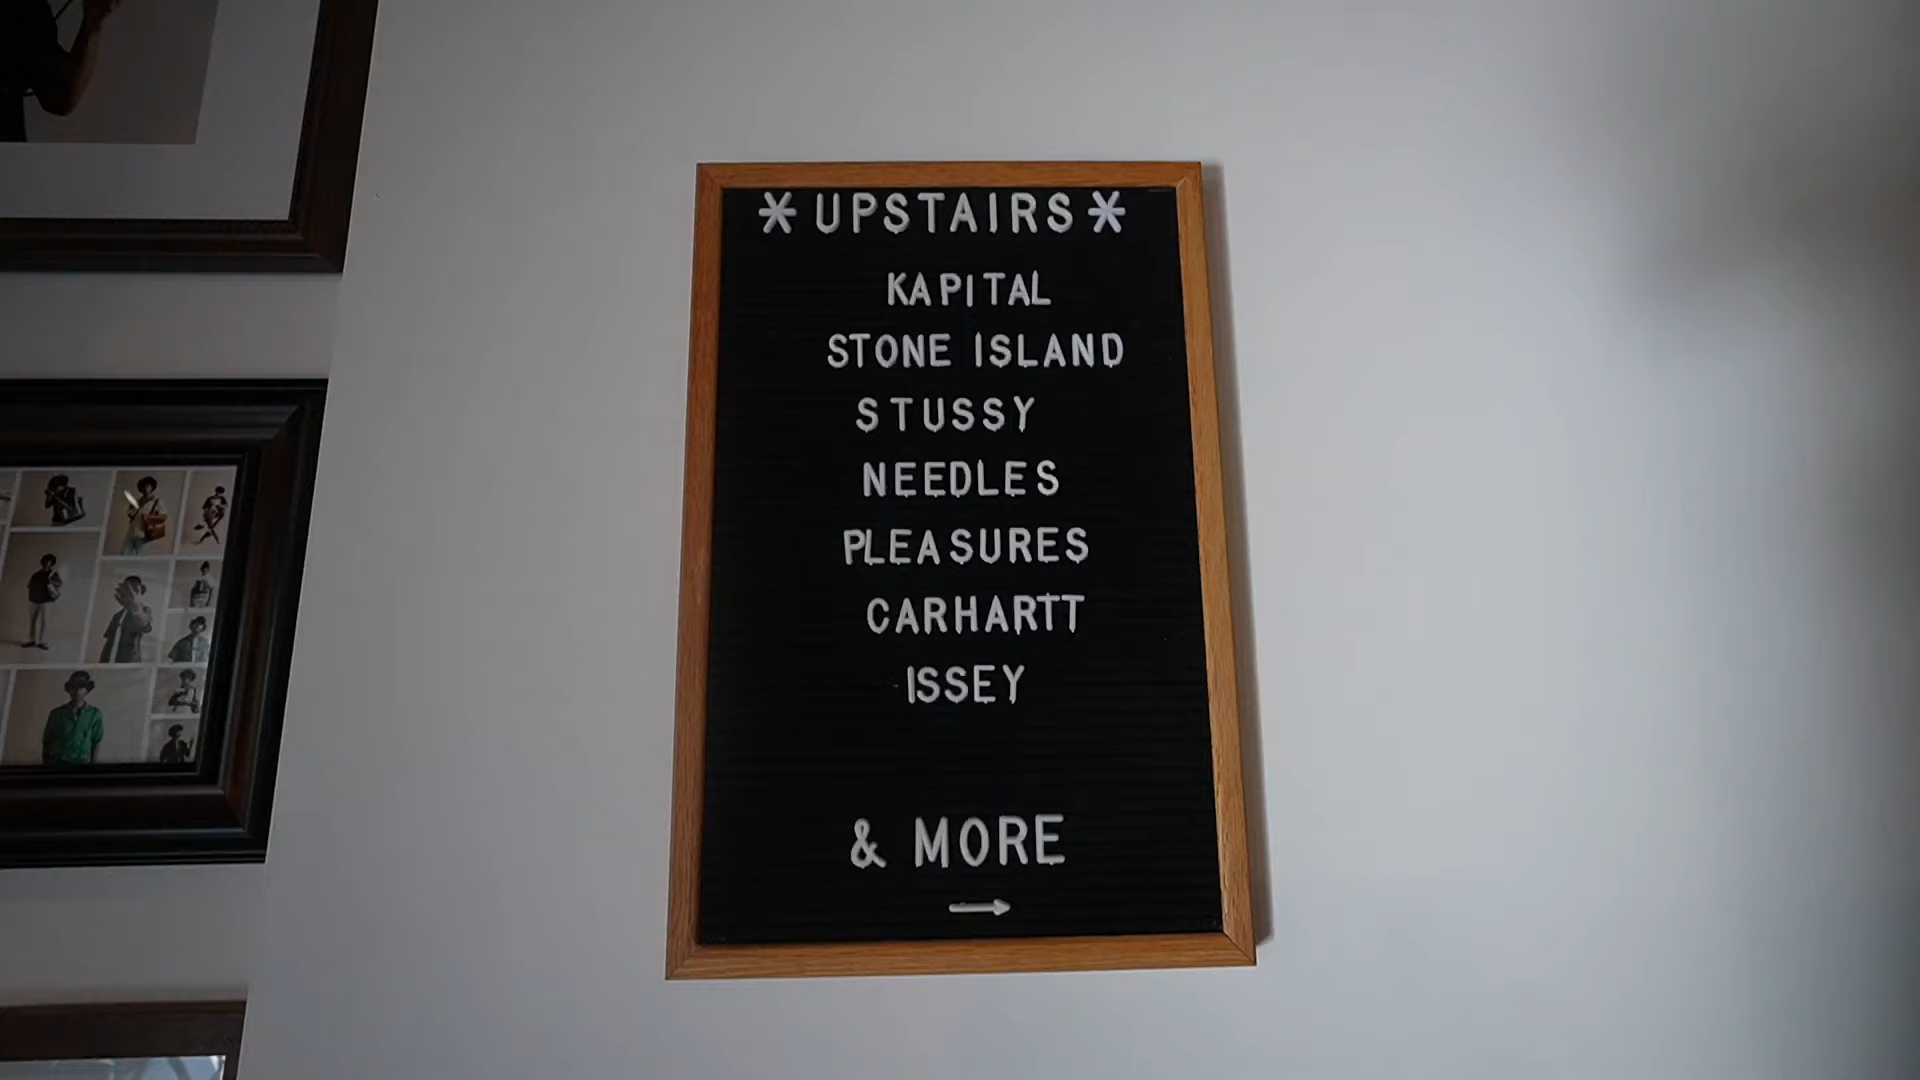 *UPSTAIRS*
KAPITAL
STONE ISLAND
STUSSY
NEEDLES
PLEASURES
CARHARTT
ISSEY
& MORE
→